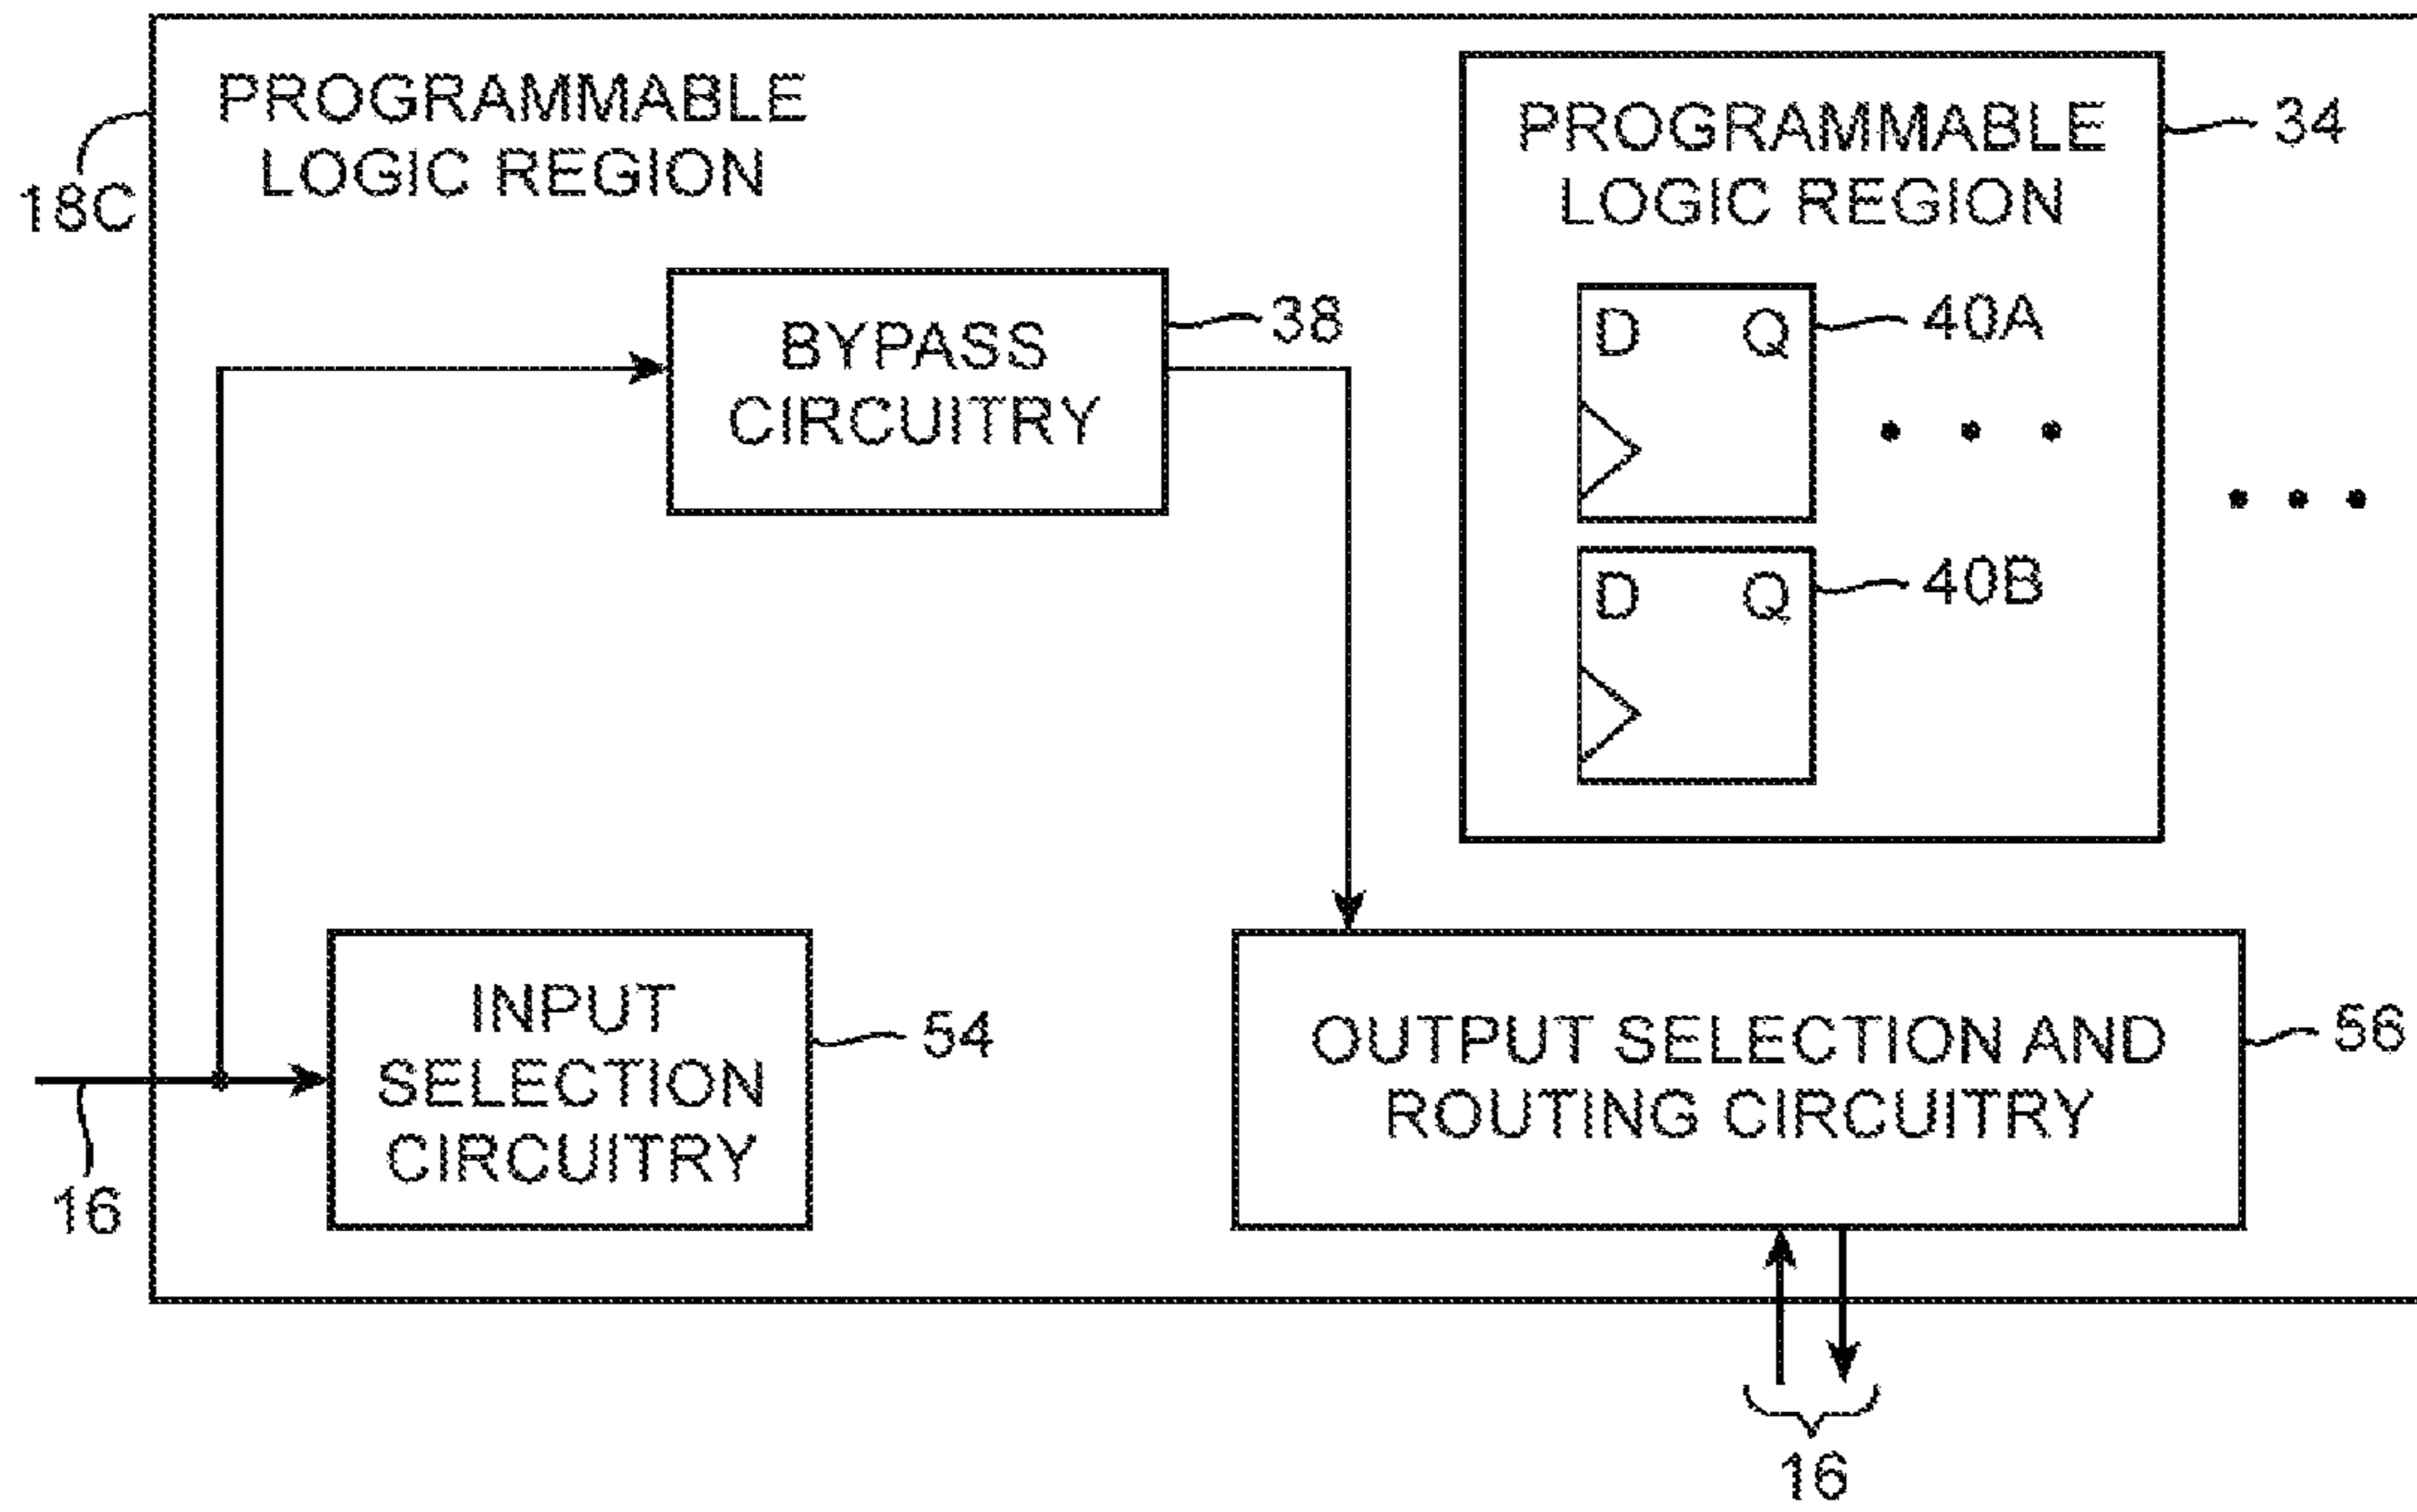 PROGRAMMABLE
LOGIC REGION
18C
PROGRAMMABLE
LOGIC REGION
34
BYPASS
CIRCUITRY
38
D Q
40A
D Q
40B
INPUT
SELECTION
CIRCUITRY
54
OUTPUT SELECTION AND
ROUTING CIRCUITRY
56
16
16